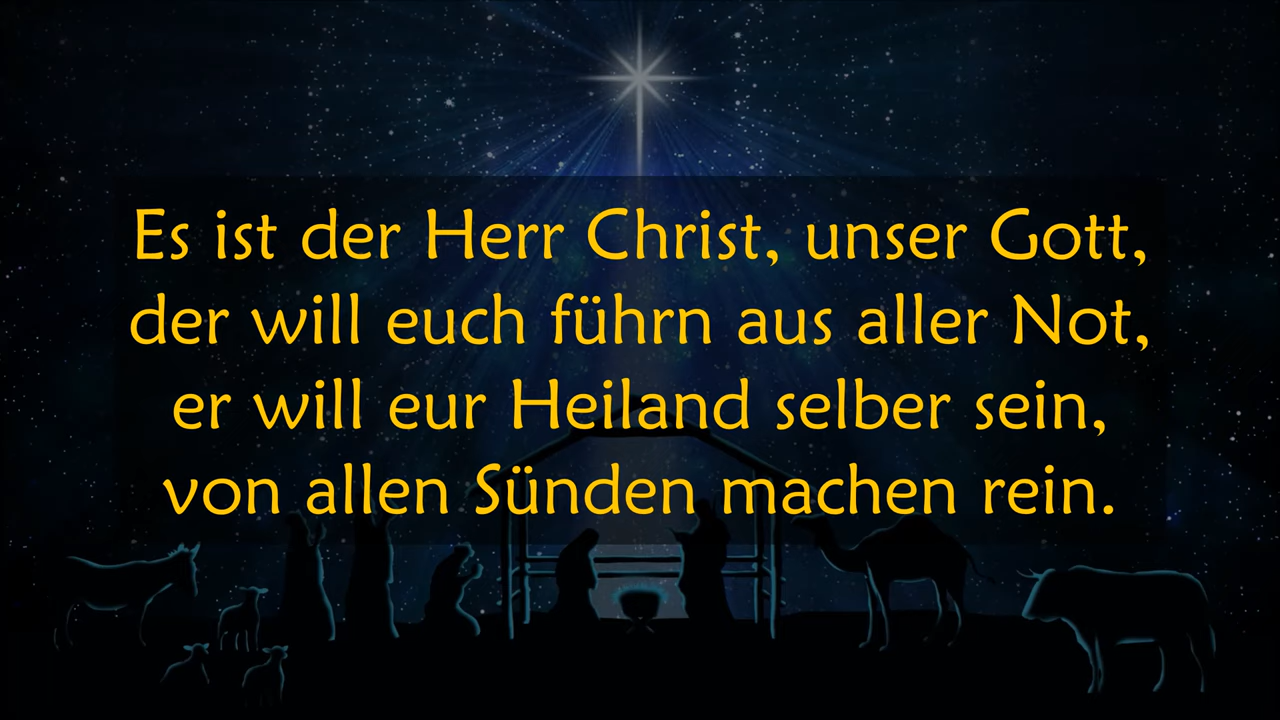 Es ist der Herr Christ, unser Gott,
der will euch führn aus aller Not,
er will eur Heiland selber sein,
von allen Sünden machen rein.